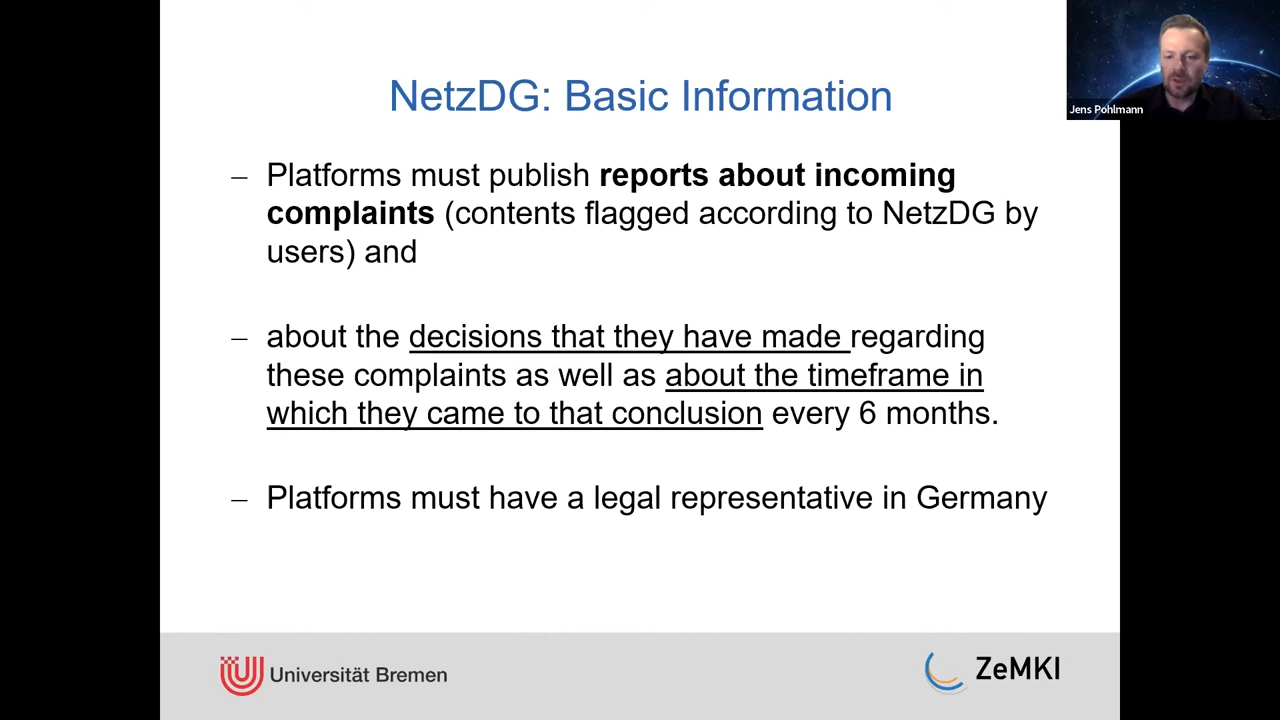 NetzDG: Basic Information
Jens Pohlmann
– Platforms must publish reports about incoming
complaints (contents flagged according to NetzDG by
users) and
– about the decisions that they have made regarding
these complaints as well as about the timeframe in
which they came to that conclusion every 6 months.
– Platforms must have a legal representative in Germany
Universität Bremen
ZeMKI